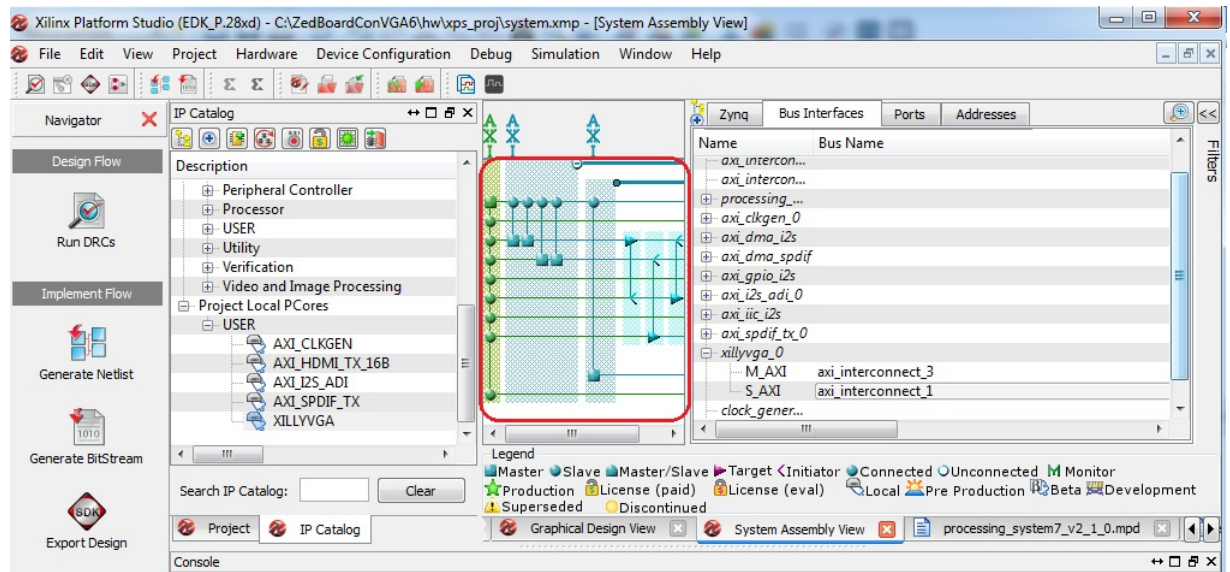 Xilinx Platform Studio (EDK_P.28xd) - C:\ZedBoardConVGA6\hw\xps_proj\system.xmp - [System Assembly View]
File Edit View Project Hardware Device Configuration Debug Simulation Window Help
Navigator
Design Flow
Run DRCs
Implement Flow
Generate Netlist
1010
Generate BitStream
SDK
Export Design
IP Catalog
Description
Peripheral Controller
Processor
USER
Utility
Verification
Video and Image Processing
Project Local PCores
USER
AXI_CLKGEN
AXI_HDMI_TX_16B
AXI_I2S_ADI
AXI_SPDIF_TX
XILLYVGA
Search IP Catalog: Clear
Project IP Catalog
AXI AXI AXI
Zynq Bus Interfaces Ports Addresses
Name Bus Name
axi_intercon...
axi_intercon...
processing_...
axi_clkgen_0
axi_dma_i2s
axi_dma_spdif
axi_gpio_i2s
axi_i2s_adi_0
axi_iic_i2s
axi_spdif_tx_0
xillyvga_0
M_AXI axi_interconnect_3
S_AXI axi_interconnect_1
clock_gener...
Filters
Legend
Master Slave Master/Slave Target Initiator Connected Unconnected M Monitor
Production License (paid) License (eval) Local Pre Production Beta Development
Superseded Discontinued
Graphical Design View System Assembly View processing_system7_v2_1_0.mpd
Console